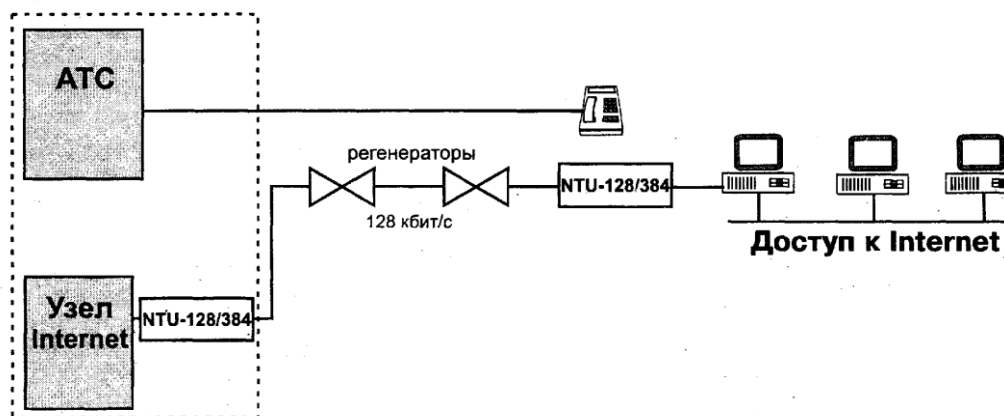 АТС
регенераторы
NTU-128/384
128 кбит/с
Доступ к Internet
Узел
Internet
NTU-128/384